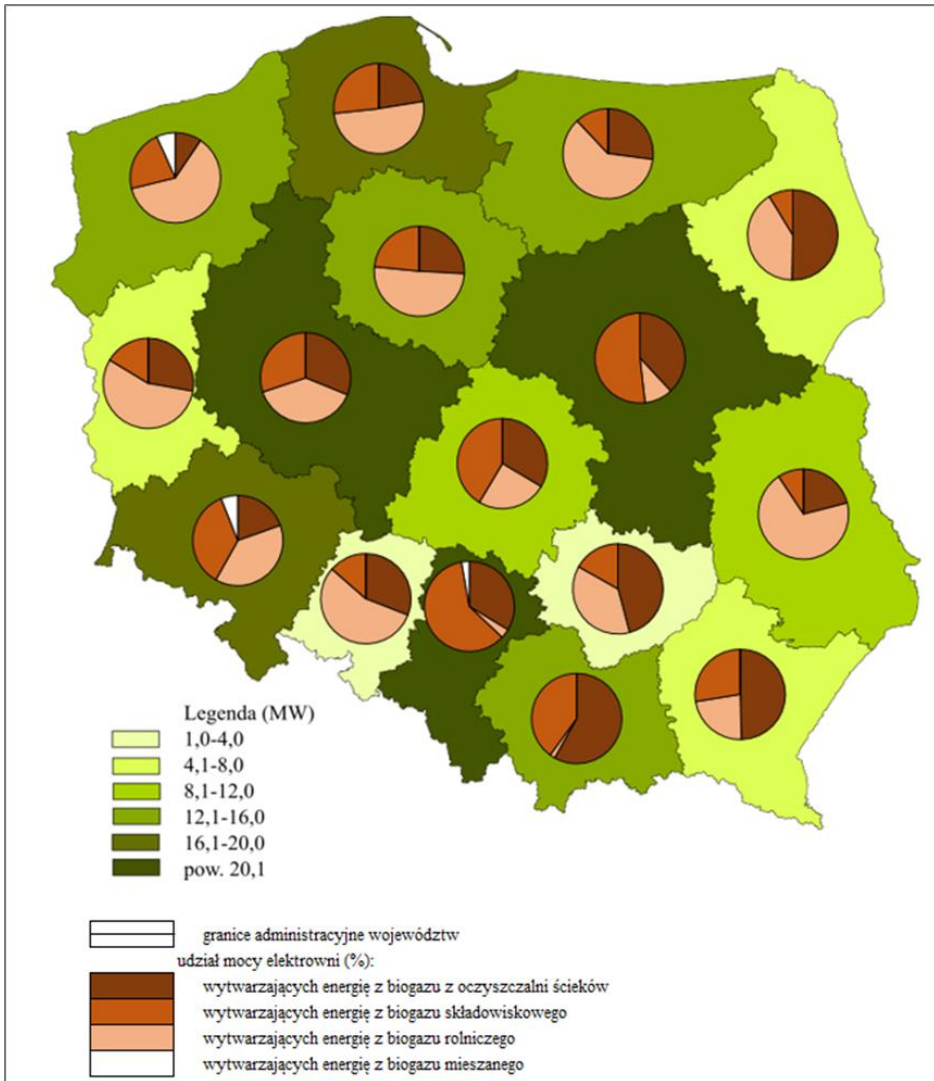 Legenda (MW)
1,0-4,0
4,1-8,0
8,1-12,0
12,1-16,0
16,1-20,0
pow. 20,1
granice administracyjne województw
udział mocy elektrowni (%):
wytwarzających energię z biogazu z oczyszczalni ścieków
wytwarzających energię z biogazu składowiskowego
wytwarzających energię z biogazu rolniczego
wytwarzających energię z biogazu mieszanego